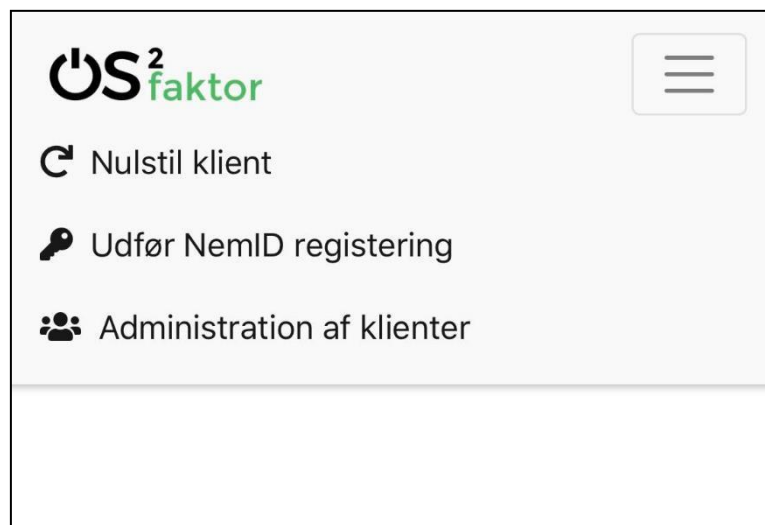 OS2faktor
Nulstil klient
Udfør NemID registering
Administration af klienter